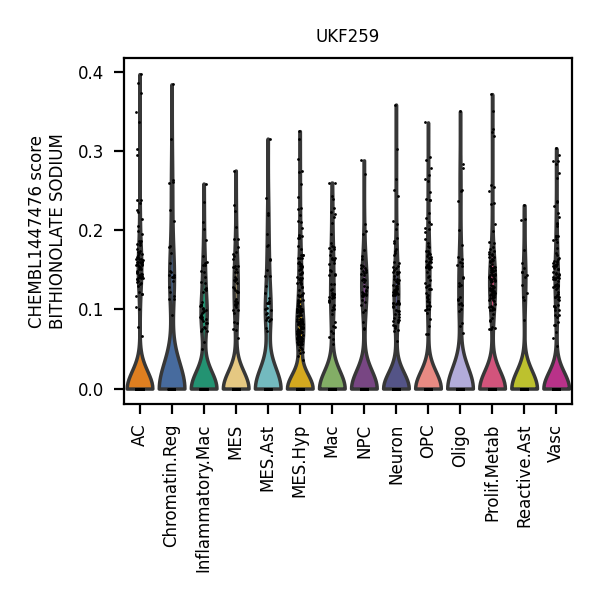 UKF259
CHEMBL1447476 score
BITHIONOLATE SODIUM
0.4
0.3
0.2
0.1
0.0
AC
Chromatin.Reg
Inflammatory.Mac
MES
MES.Ast
MES.Hyp
Mac
NPC
Neuron
OPC
Oligo
Prolif.Metab
Reactive.Ast
Vasc